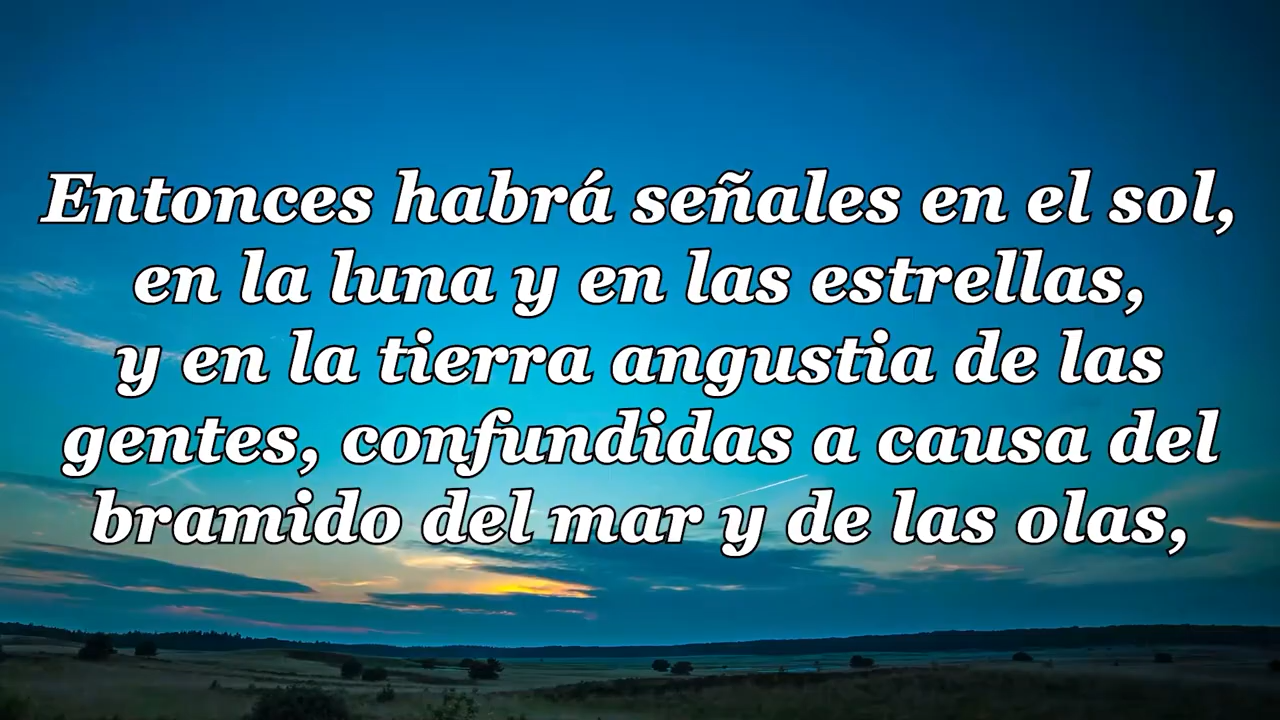 Entonces habrá señales en el sol,
en la luna y en las estrellas,
y en la tierra angustia de las
gentes, confundidas a causa del
bramido del mar y de las olas,